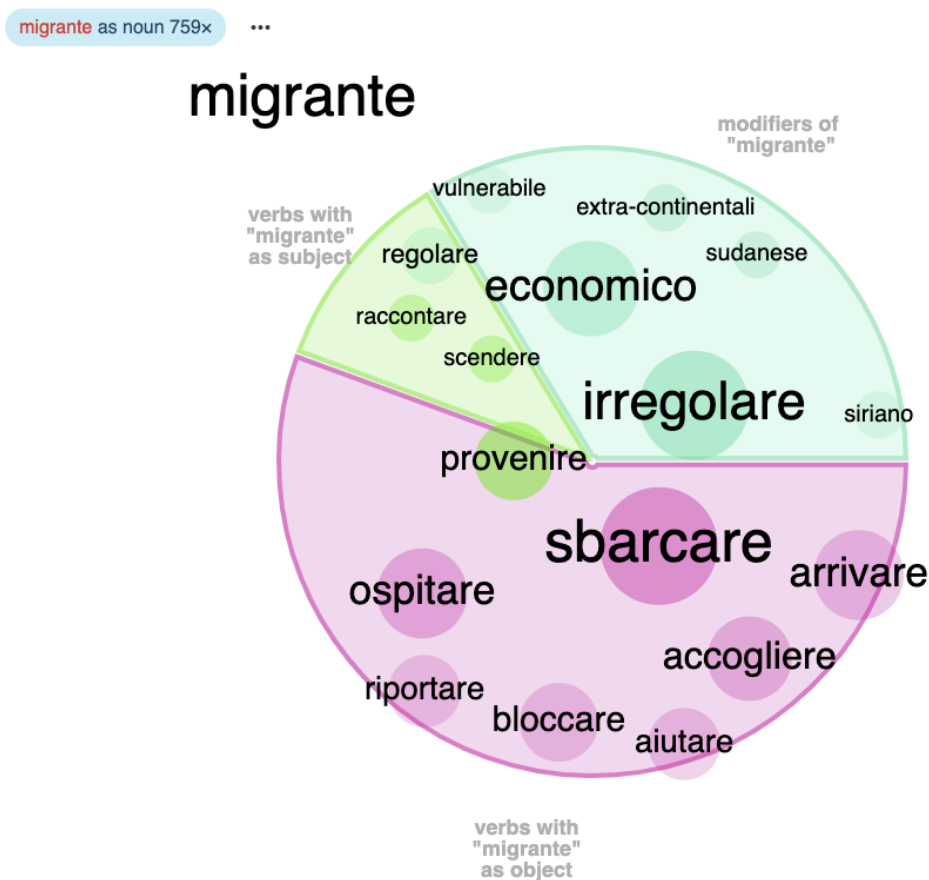 migrante as noun 759×
migrante
modifiers of
"migrante"
verbs with
"migrante"
as subject
vulnerabile
extra-continentali
regolare
sudanese
economico
raccontare
scendere
irregolare
siriano
provenire
sbarcare
arrivare
ospitare
accogliere
riportare
bloccare
aiutare
verbs with
"migrante"
as object